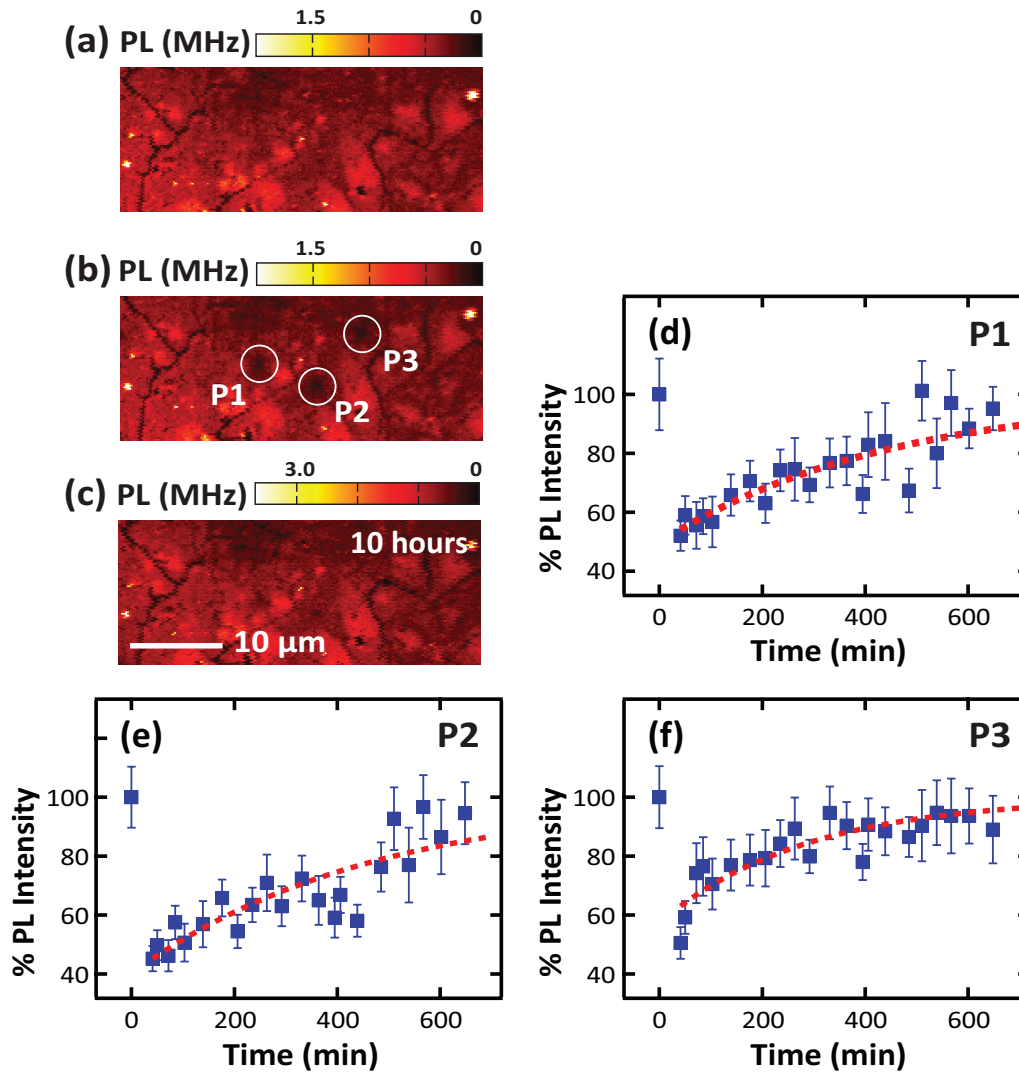 (a) PL (MHz) 1.5 0
(b) PL (MHz) 1.5 0
P1 P2 P3
(c) PL (MHz) 3.0 0
10 hours
10 μm
(d) P1
% PL Intensity
100
80
60
40
0 200 400 600
Time (min)
(e) P2
% PL Intensity
100
80
60
40
0 200 400 600
Time (min)
(f) P3
% PL Intensity
100
80
60
40
0 200 400 600
Time (min)